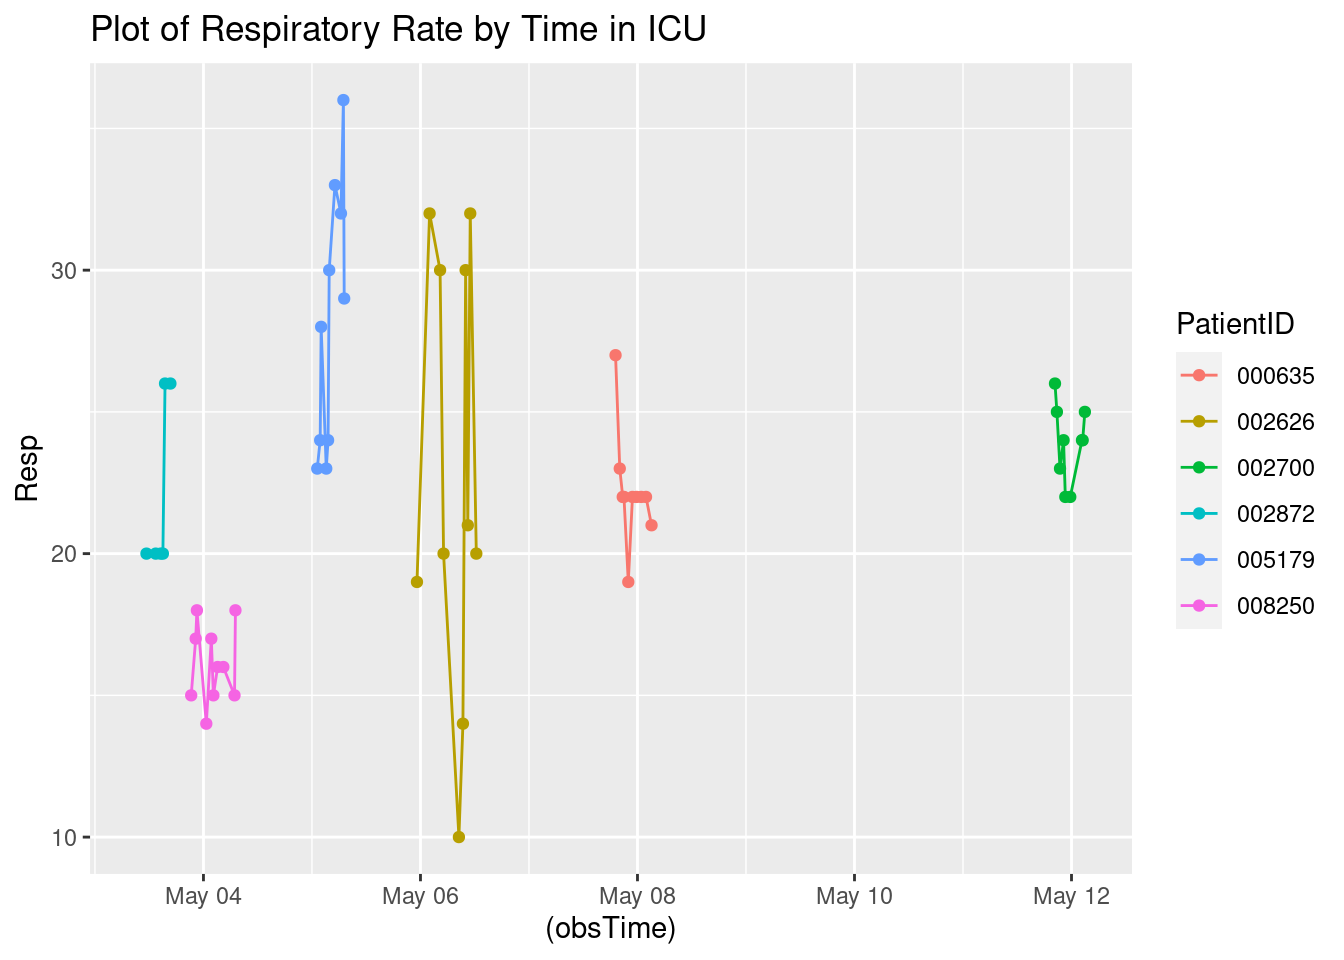 Plot of Respiratory Rate by Time in ICU
Resp
30
20
10
May 04
May 06
May 08
May 10
May 12
(obsTime)
PatientID
000635
002626
002700
002872
005179
008250